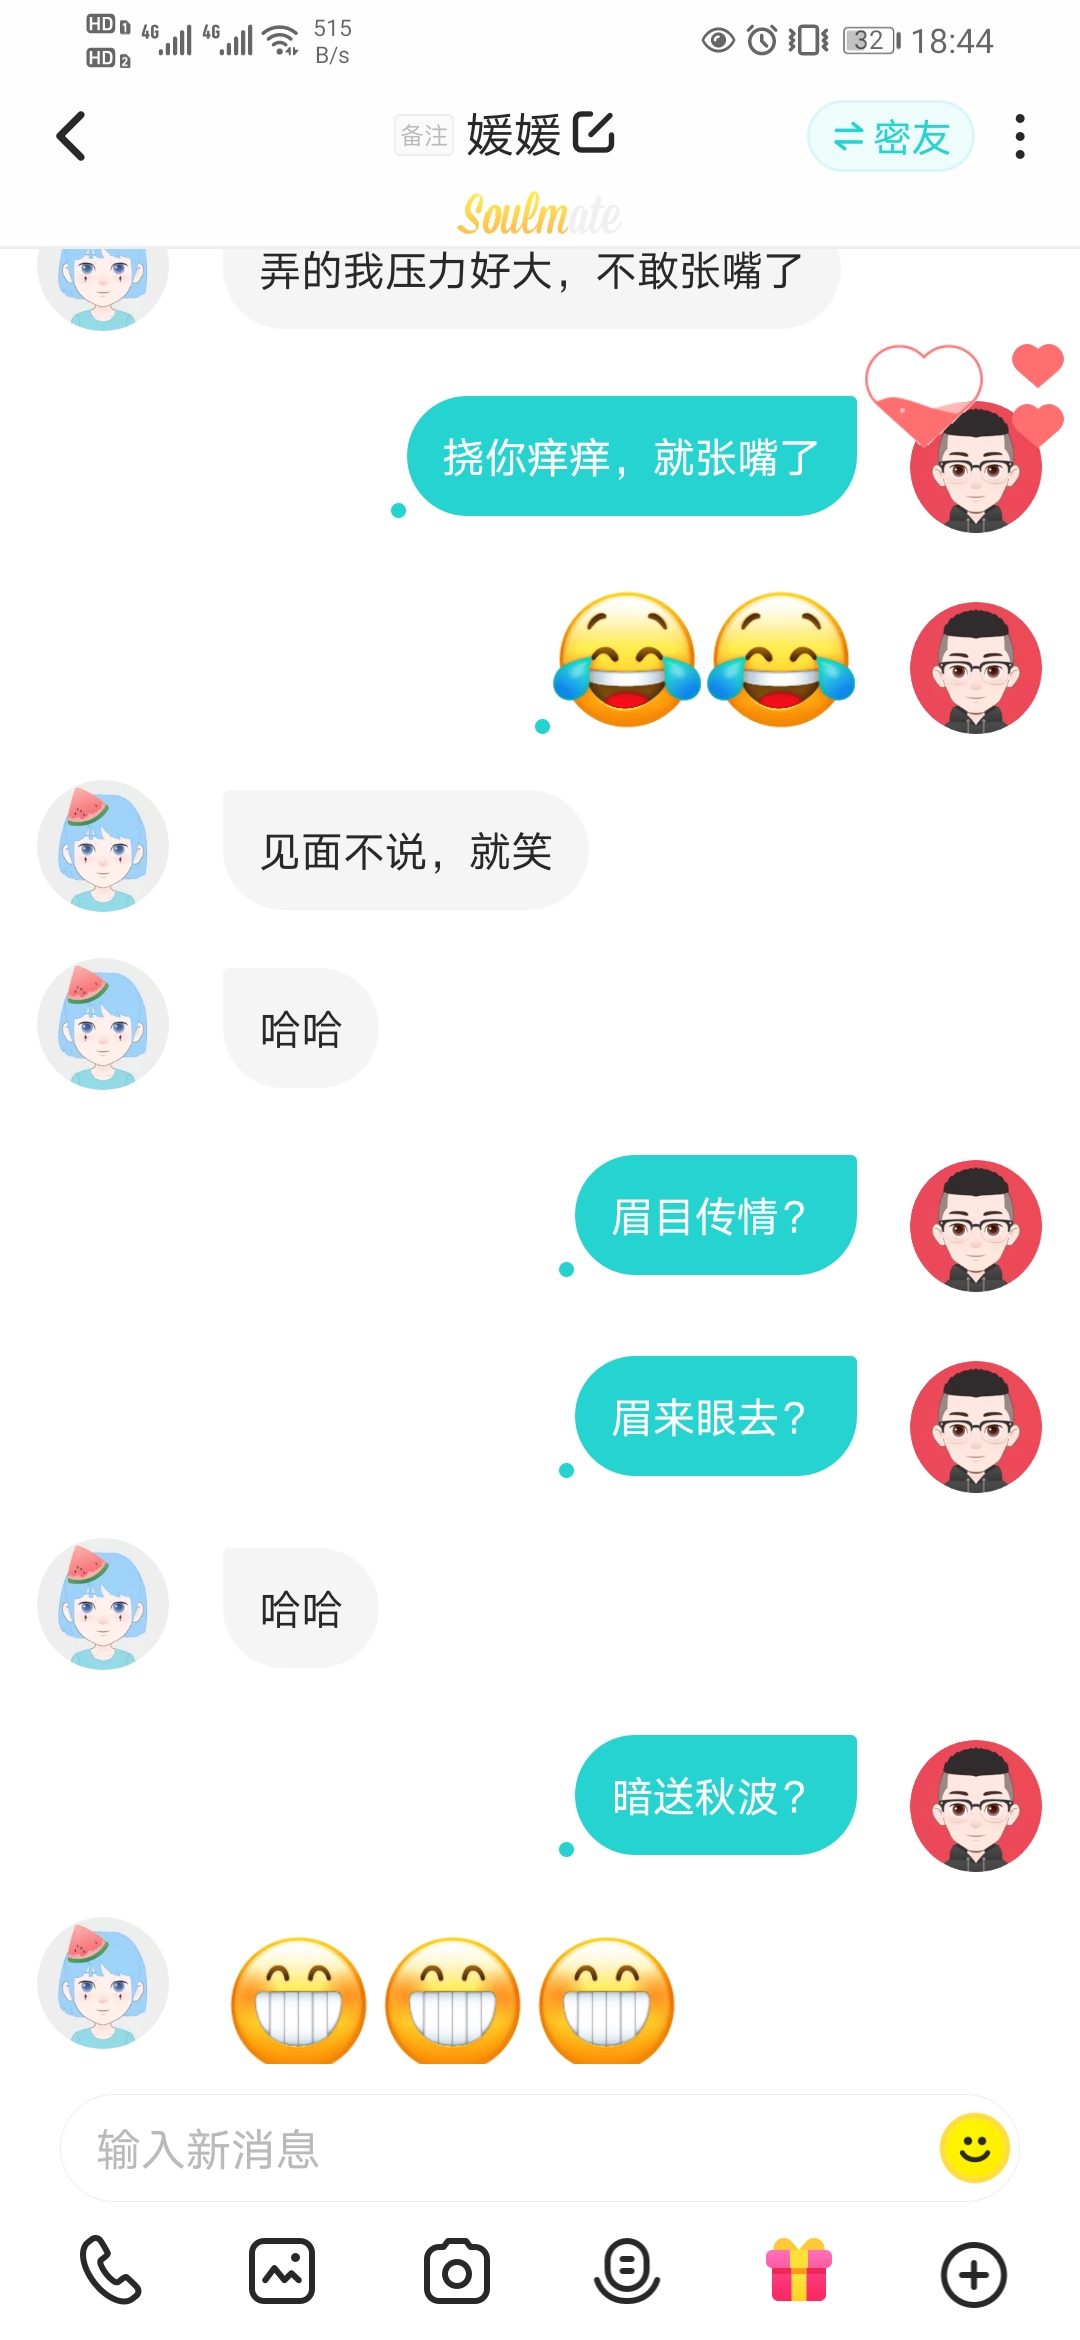 HD 1 4G 4G 515
HD 2 B/s
32 18:44
备注 媛媛 密友
Soulmate
弄的我压力好大，不敢张嘴了
挠你痒痒，就张嘴了
见面不说，就笑
哈哈
眉目传情？
眉来眼去？
哈哈
暗送秋波？
输入新消息